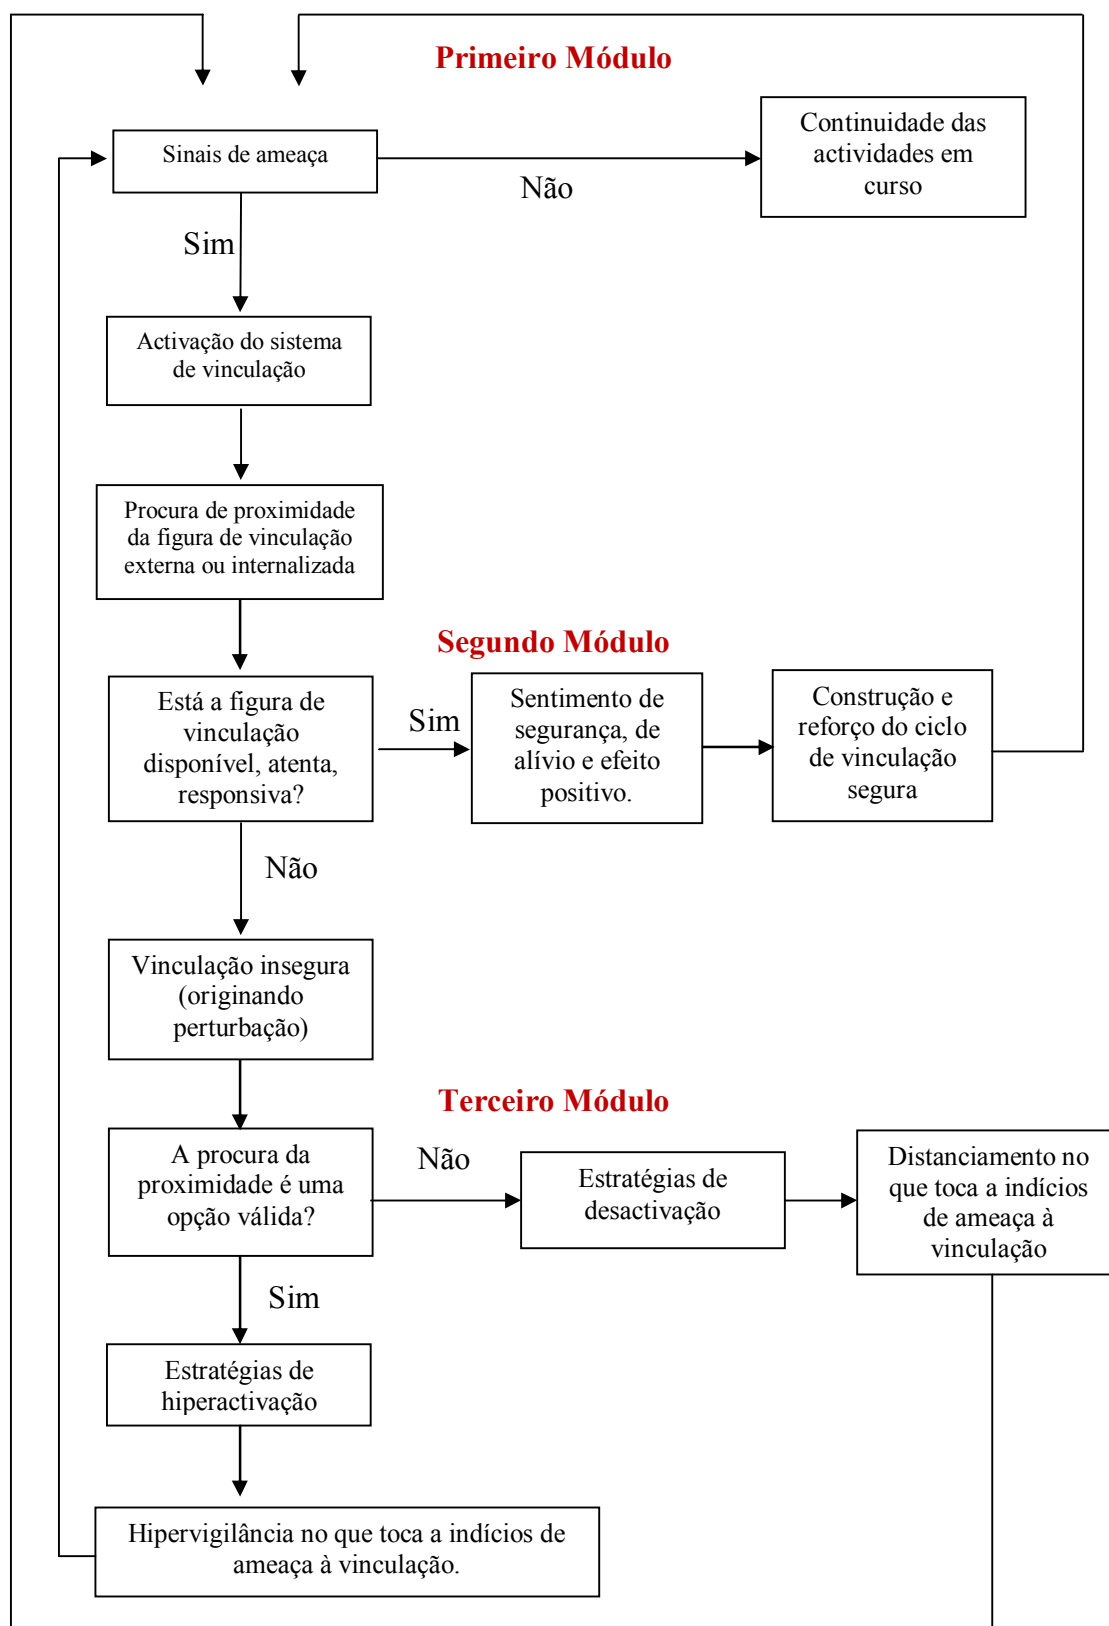 Primeiro Módulo
Sinais de ameaça
Não
Continuidade das
actividades em
curso
Sim
Activação do sistema
de vinculação
Procura de proximidade
da figura de vinculação
externa ou internalizada
Segundo Módulo
Está a figura de
vinculação
disponível, atenta,
responsiva?
Sim
Sentimento de
segurança, de
alívio e efeito
positivo.
Construção e
reforço do ciclo
de vinculação
segura
Não
Vinculação insegura
(originando
perturbação)
Terceiro Módulo
A procura da
proximidade é uma
opção válida?
Não
Estratégias de
desactivação
Distanciamento no
que toca a indícios
de ameaça à
vinculação
Sim
Estratégias de
hiperactivação
Hipervigilância no que toca a indícios de
ameaça à vinculação.